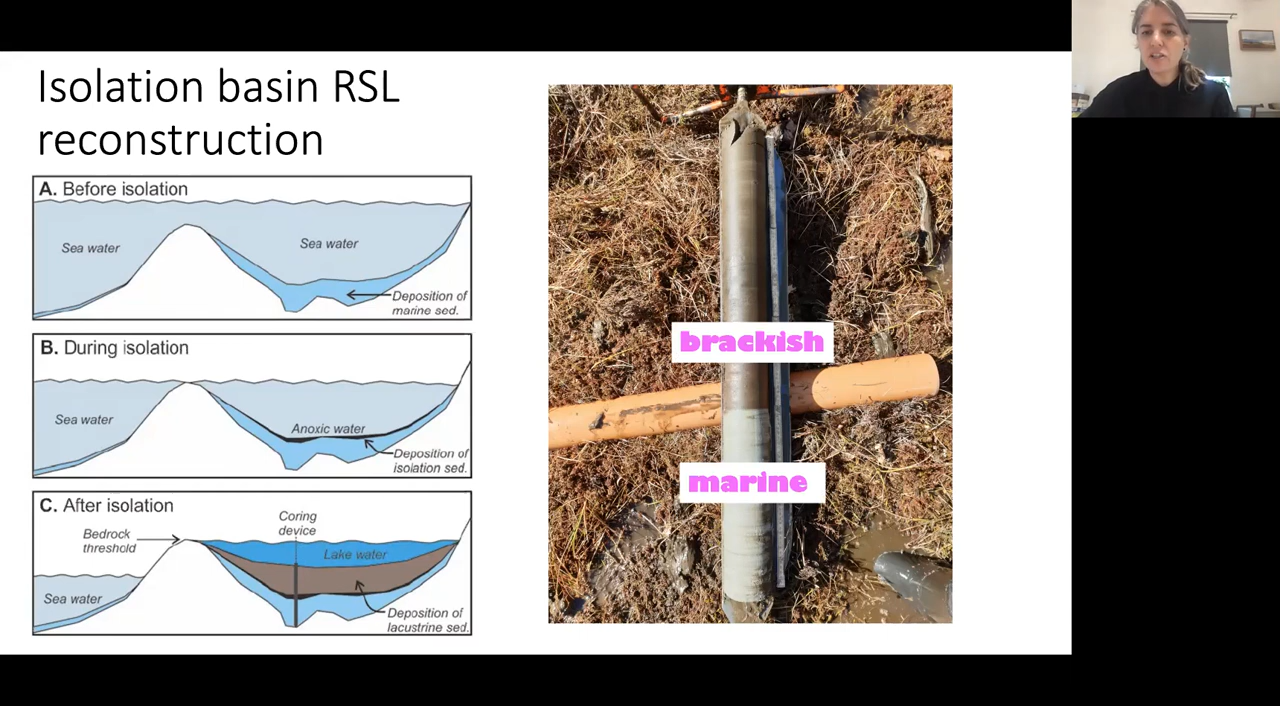 Isolation basin RSL
reconstruction
A. Before isolation
Sea water
Sea water
Deposition of
marine sed.
B. During isolation
Sea water
Anoxic water
Deposition of
isolation sed.
C. After isolation
Bedrock
threshold
Coring
device
Lake water
Sea water
Deposition of
lacustrine sed.
brackish
marine